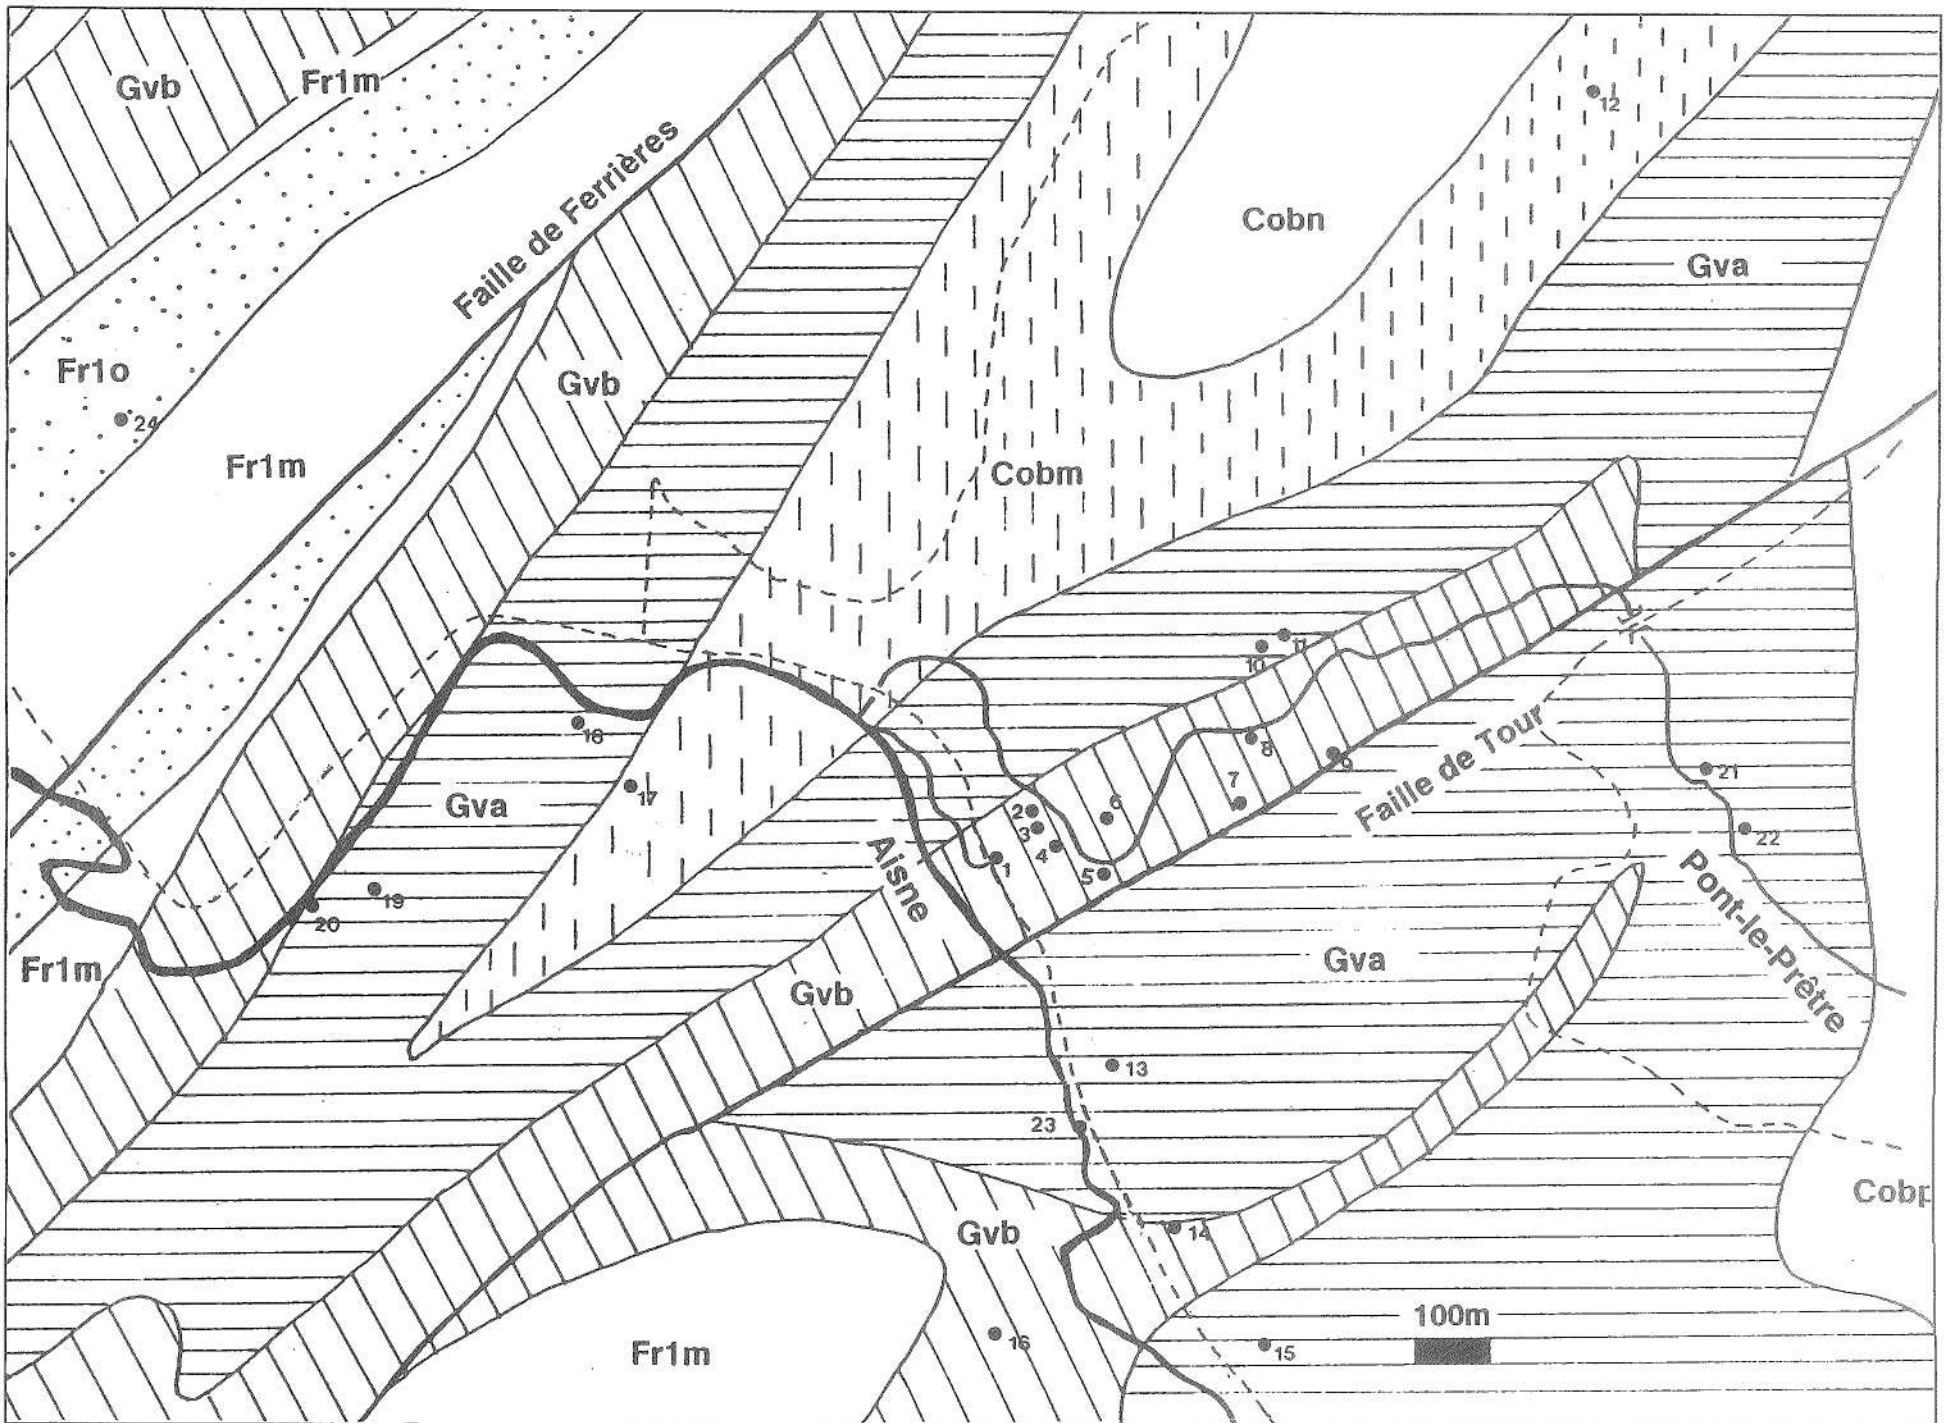 Gvb
Fr1m
12
Cobn
Faille de Ferrières
Gva
Fr1o
24
Gvb
Fr1m
Cobm
10
11
18
17
Gva
8
9
7
6
2
3
4
5
1
Faille de Tour
21
22
Aisne
19
20
Pont-le-Prêtre
Gva
Fr1m
Gvb
13
23
Cobp
Gvb
14
100m
16
15
Fr1m